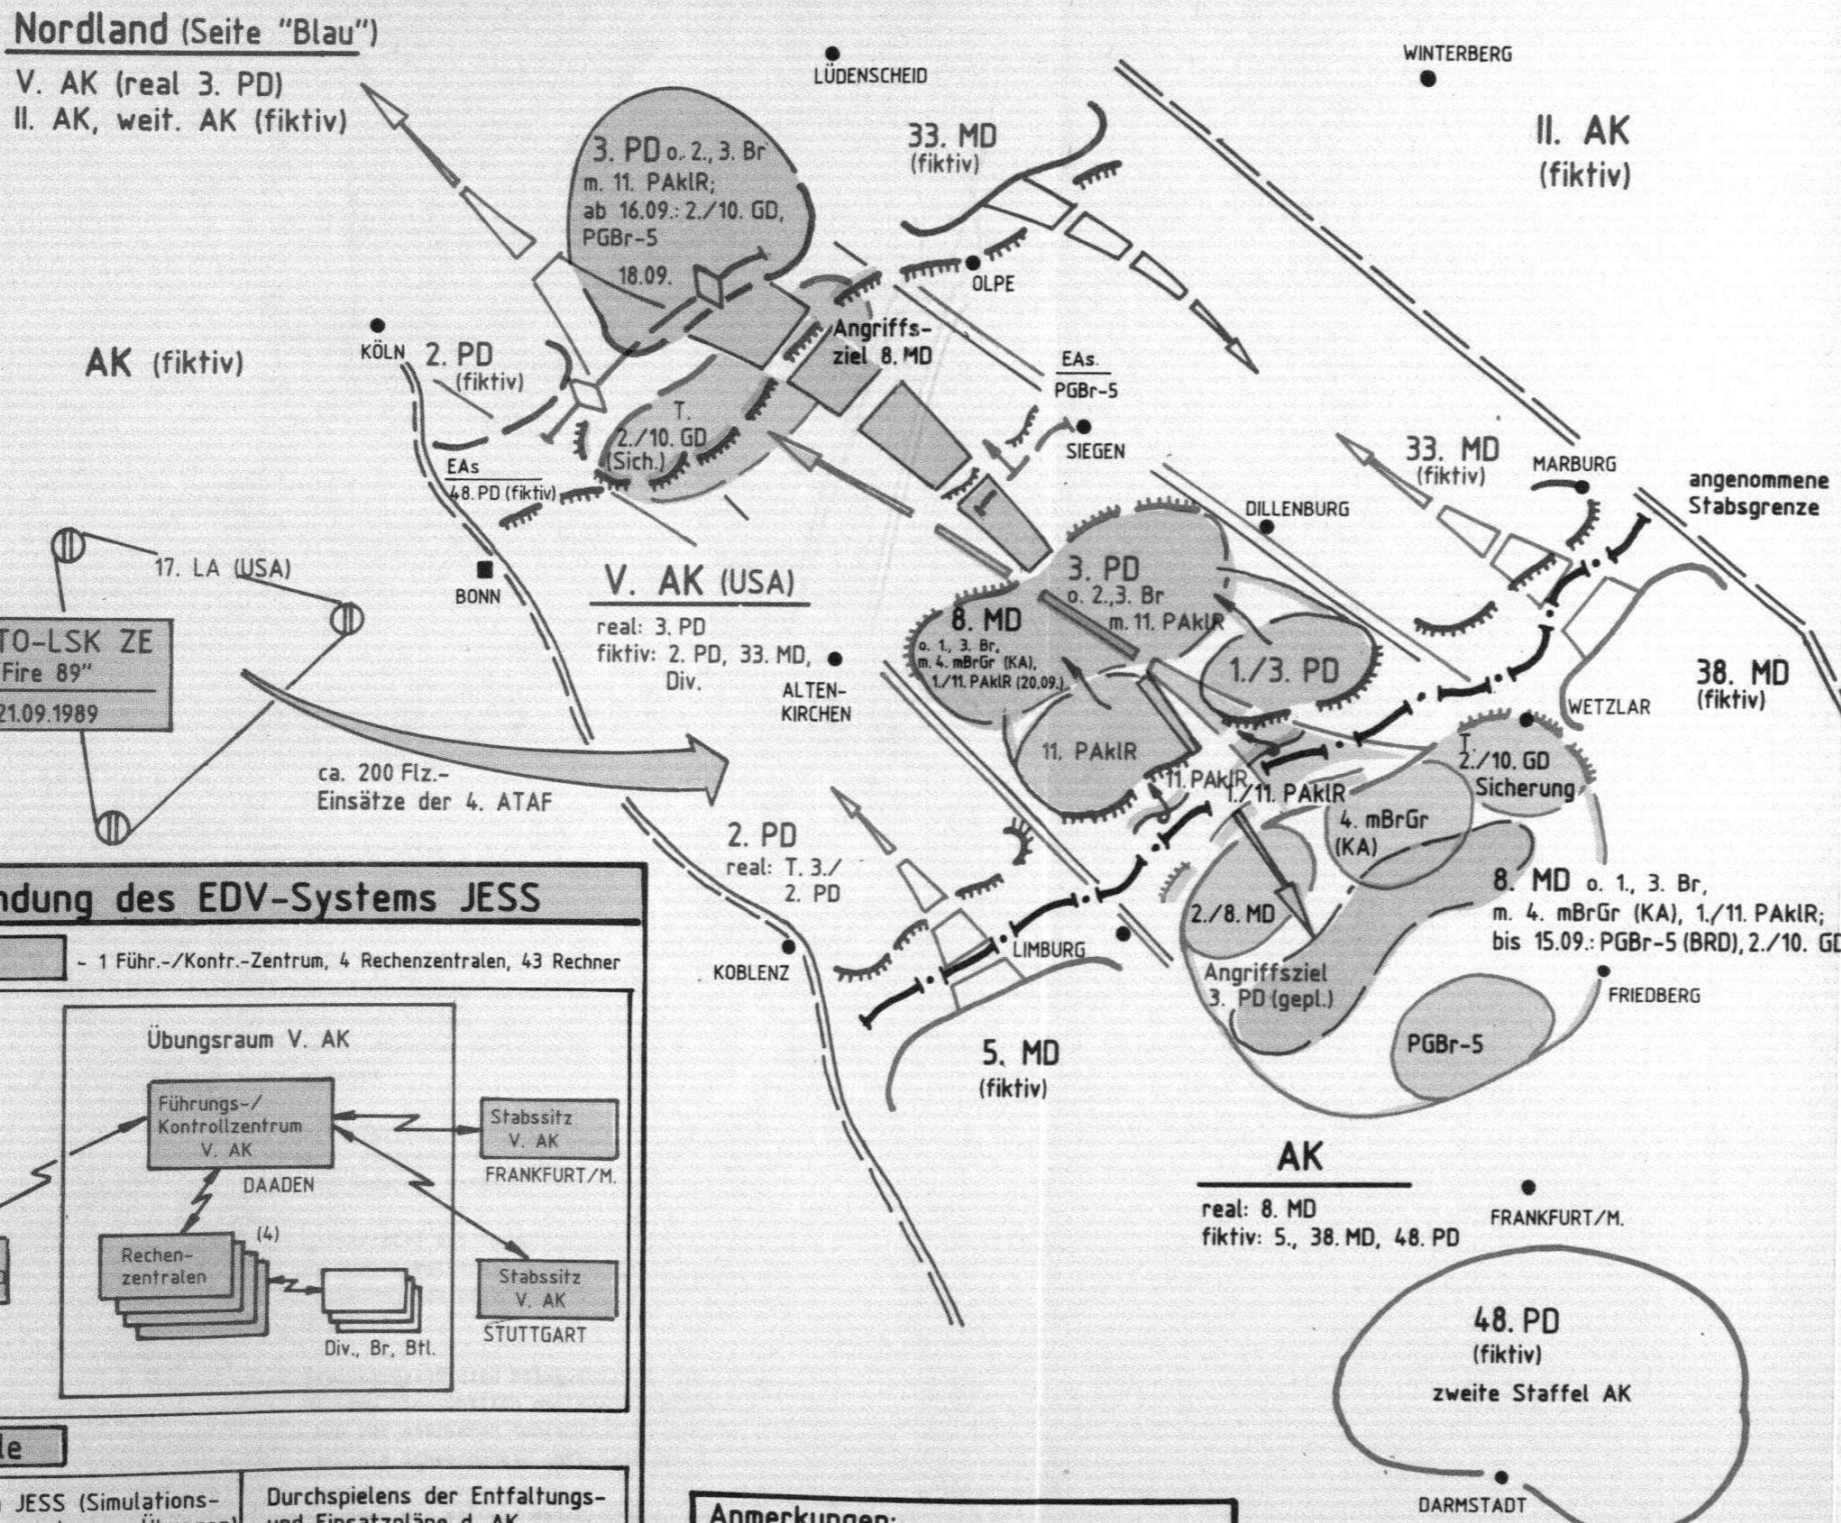 Nordland (Seite "Blau")
V. AK (real 3. PD)
II. AK, weit. AK (fiktiv)
LÜDENSCHEID
WINTERBERG
II. AK
(fiktiv)
33. MD
(fiktiv)
3. PD o. 2., 3. Br
m. 11. PAklR;
ab 16.09.: 2./10. GD,
PGBr-5
18.09.
OLPE
KÖLN
AK (fiktiv)
2. PD
(fiktiv)
Angriffs-
ziel 8. MD
EAs.
PGBr-5
SIEGEN
T.
2./10. GD
(Sich.)
EAs
48. PD (fiktiv)
33. MD
(fiktiv)
MARBURG
angenommene
Stabsgrenze
DILLENBURG
17. LA (USA)
BONN
TO-LSK ZE
Fire 89"
21.09.1989
V. AK (USA)
real: 3. PD
fiktiv: 2. PD, 33. MD,
Div.
ALTEN-
KIRCHEN
3. PD
o. 2., 3. Br
m. 11. PAklR
8. MD
o. 1., 3. Br,
m. 4. mBrGr (KA),
1./11. PAklR (20.09.)
1./3. PD
38. MD
(fiktiv)
WETZLAR
11. PAklR
11. PAklR
1./11. PAklR
T.
2./10. GD
Sicherung
4. mBrGr
(KA)
ca. 200 Flz.-
Einsätze der 4. ATAF
2. PD
real: T. 3./
2. PD
8. MD o. 1., 3. Br,
m. 4. mBrGr (KA), 1./11. PAklR;
bis 15.09.: PGBr-5 (BRD), 2./10. GD
2./8. MD
LIMBURG
KOBLENZ
Angriffsziel
3. PD (gepl.)
FRIEDBERG
PGBr-5
5. MD
(fiktiv)
ndung des EDV-Systems JESS
- 1 Führ.-/Kontr.-Zentrum, 4 Rechenzentralen, 43 Rechner
Übungsraum V. AK
Führungs-/
Kontrollzentrum
V. AK
DAADEN
Stabssitz
V. AK
FRANKFURT/M.
(4)
Rechen-
zentralen
Div., Br, Btl.
Stabssitz
V. AK
STUTTGART
AK
real: 8. MD
fiktiv: 5., 38. MD, 48. PD
FRANKFURT/M.
48. PD
(fiktiv)
zweite Staffel AK
DARMSTADT
le
JESS (Simulations-
Durchspielens der Entfaltungs-
und Einsatzpläne d. AK
Anmerkungen: